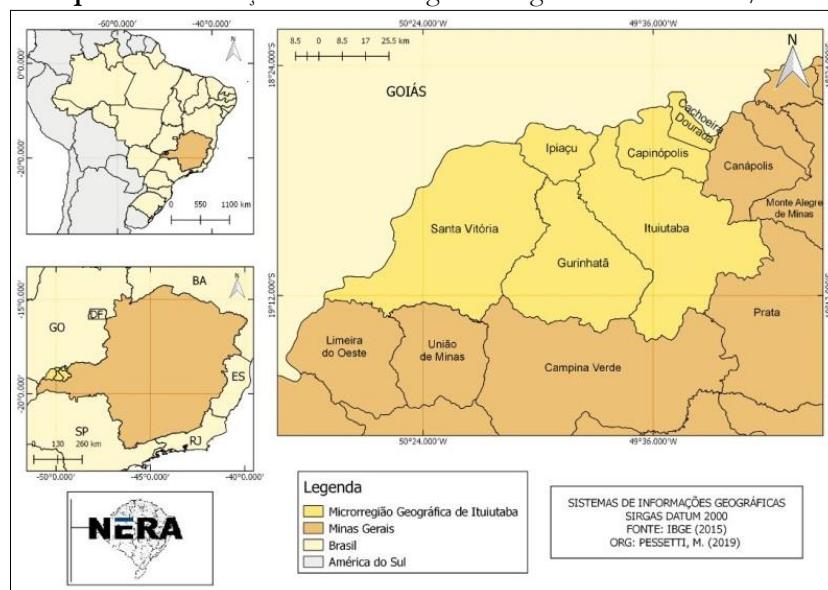 -60°0.000' -40°0.000'
0°0.000'
-20°0.000'
N
0 550 1100 km
-15°0.000'
-20°0.000'
BA
GO
DF
ES
SP
RJ
N
0 130 260 km
-50°0.000' -45°0.000' -40°0.000'
NERA
50°24.000'W 49°36.000'W
8.5 0 8.5 17 25.5 km
18°24.000'S
19°12.000'S
N
GOIÁS
Cachoeira
Dourada
Ipiaçu
Capinópolis
Canápolis
Monte Alegre
de Minas
Santa Vitória
Ituiutaba
Gurinhatã
Prata
Limeira
do Oeste
União
de Minas
Campina Verde
50°24.000'W 49°36.000'W
Legenda
Microrregião Geográfica de Ituiutaba
Minas Gerais
Brasil
América do Sul
SISTEMAS DE INFORMAÇÕES GEOGRÁFICAS
SIRGAS DATUM 2000
FONTE: IBGE (2015)
ORG: PESSETTI, M. (2019)